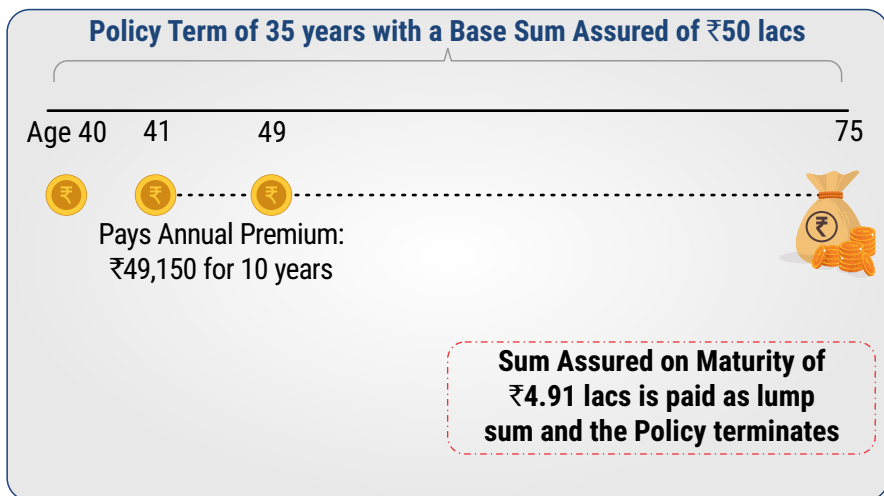 Policy Term of 35 years with a Base Sum Assured of ₹50 lacs
Age 40 41 49 75
₹ ₹ ₹ ₹
Pays Annual Premium:
₹49,150 for 10 years
Sum Assured on Maturity of
₹4.91 lacs is paid as lump
sum and the Policy terminates